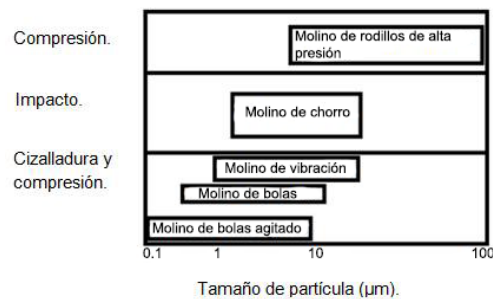 Compresión.
Molino de rodillos de alta
presión
Impacto.
Molino de chorro
Cizalladura y
compresión.
Molino de vibración
Molino de bolas
Molino de bolas agitado
0.1 1 10 100
Tamaño de partícula (µm).